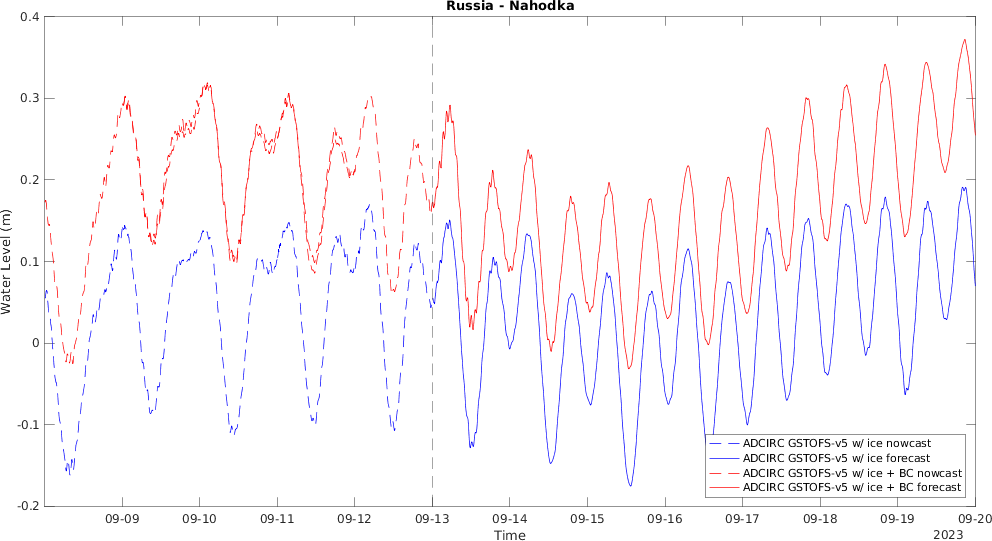 Russia - Nahodka
Water Level (m)
0.4
0.3
0.2
0.1
0
-0.1
-0.2
09-09
09-10
09-11
09-12
09-13
09-14
09-15
09-16
09-17
09-18
09-19
09-20
Time
2023
ADCIRC GSTOFS-v5 w/ ice nowcast
ADCIRC GSTOFS-v5 w/ ice forecast
ADCIRC GSTOFS-v5 w/ ice + BC nowcast
ADCIRC GSTOFS-v5 w/ ice + BC forecast